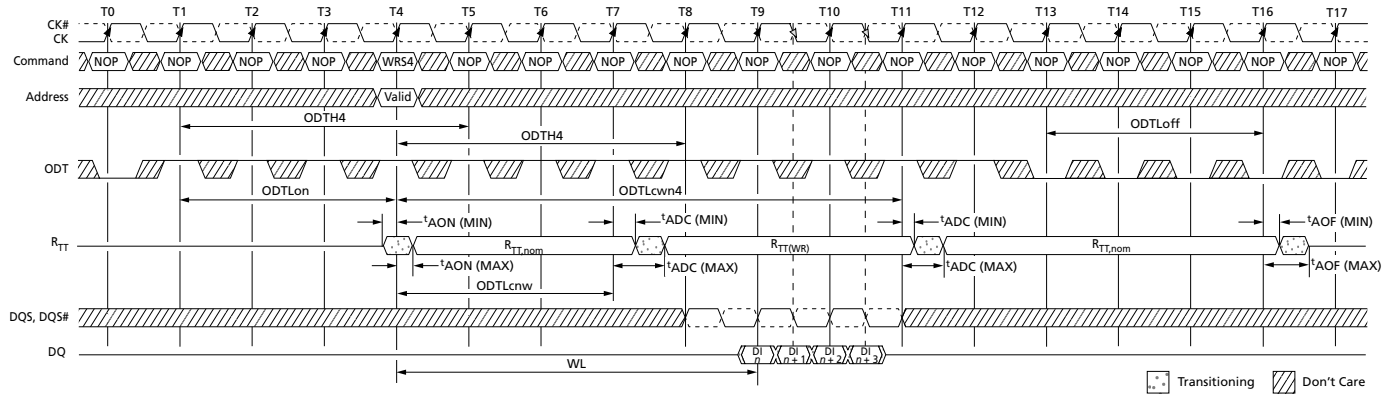 T0 T1 T2 T3 T4 T5 T6 T7 T8 T9 T10 T11 T12 T13 T14 T15 T16 T17
CK#
CK
Command NOP NOP NOP NOP WRS4 NOP NOP NOP NOP NOP NOP NOP NOP NOP NOP NOP NOP NOP
Address Valid
ODTH4 ODTLoff
ODTH4
ODT
ODTLon ODTLcwn4
tAON (MIN) tADC (MIN) tADC (MIN) tAOF (MIN)
RTT RTT,nom RTT(WR) RTT,nom
tAON (MAX) tADC (MAX) tADC (MAX) tAOF (MAX)
ODTLcnw
DQS, DQS#
DQ DI n DI n + 1 DI n + 2 DI n + 3
WL
Transitioning Don't Care